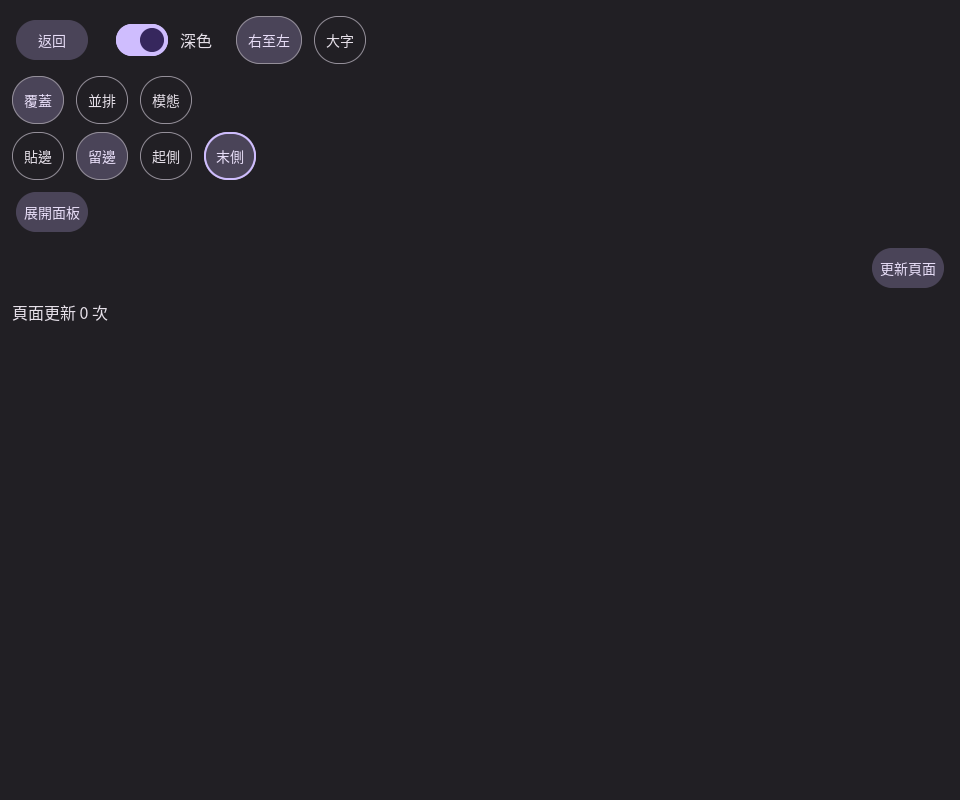 返回 深色 右至左 大字
覆蓋 並排 模態
貼邊 留邊 起側 末側
展開面板
更新頁面
頁面更新 0 次